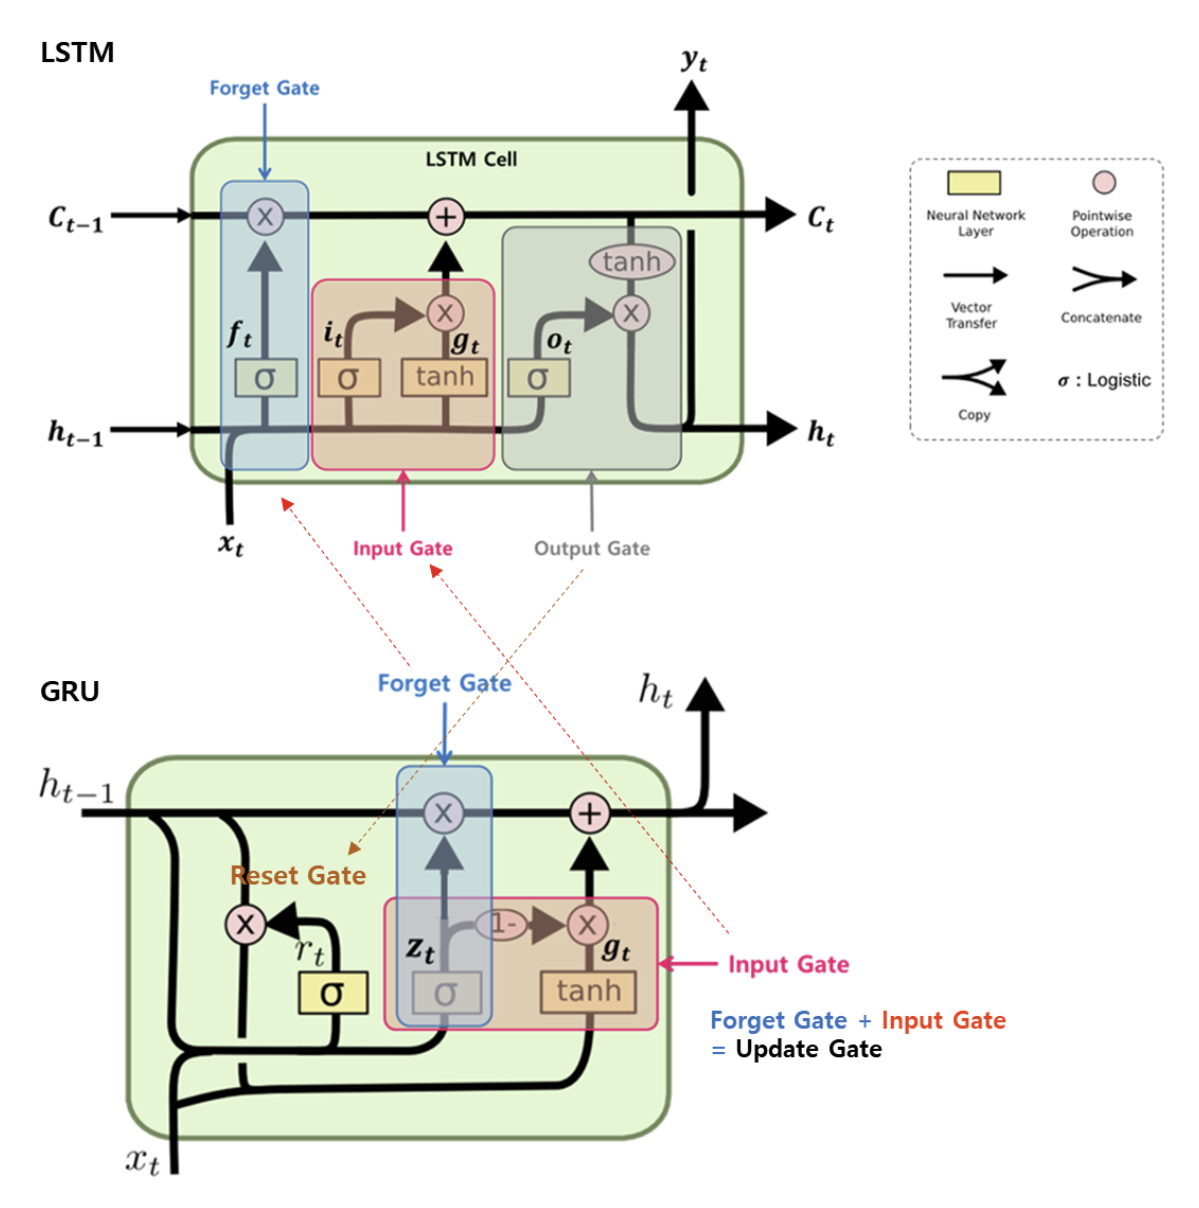 LSTM
y_t
Forget Gate
LSTM Cell
C_{t-1}
×
+
C_t
tanh
f_t
i_t
×
g_t
o_t
×
σ
σ
tanh
σ
h_{t-1}
h_t
x_t
Input Gate
Output Gate
Neural Network
Layer
Pointwise
Operation
Vector
Transfer
Concatenate
Copy
σ : Logistic
GRU
Forget Gate
h_t
h_{t-1}
×
+
Reset Gate
×
r_t
z_t
1-
×
g_t
σ
σ
tanh
Input Gate
Forget Gate + Input Gate
= Update Gate
x_t